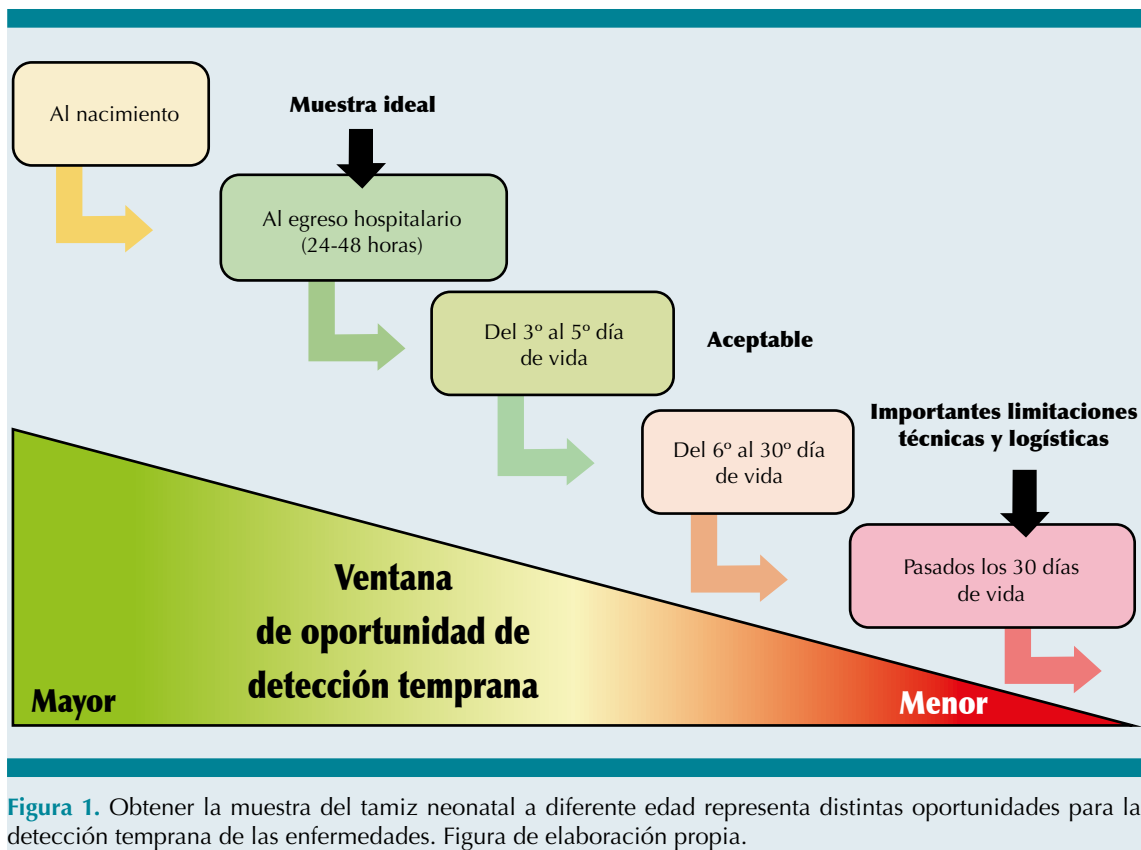 Al nacimiento
Muestra ideal
Al egreso hospitalario
(24-48 horas)
Del 3º al 5º día
de vida
Aceptable
Del 6º al 30º día
de vida
Importantes limitaciones
técnicas y logísticas
Pasados los 30 días
de vida
Ventana
de oportunidad de
detección temprana
Mayor
Menor
Figura 1. Obtener la muestra del tamiz neonatal a diferente edad representa distintas oportunidades para la
detección temprana de las enfermedades. Figura de elaboración propia.